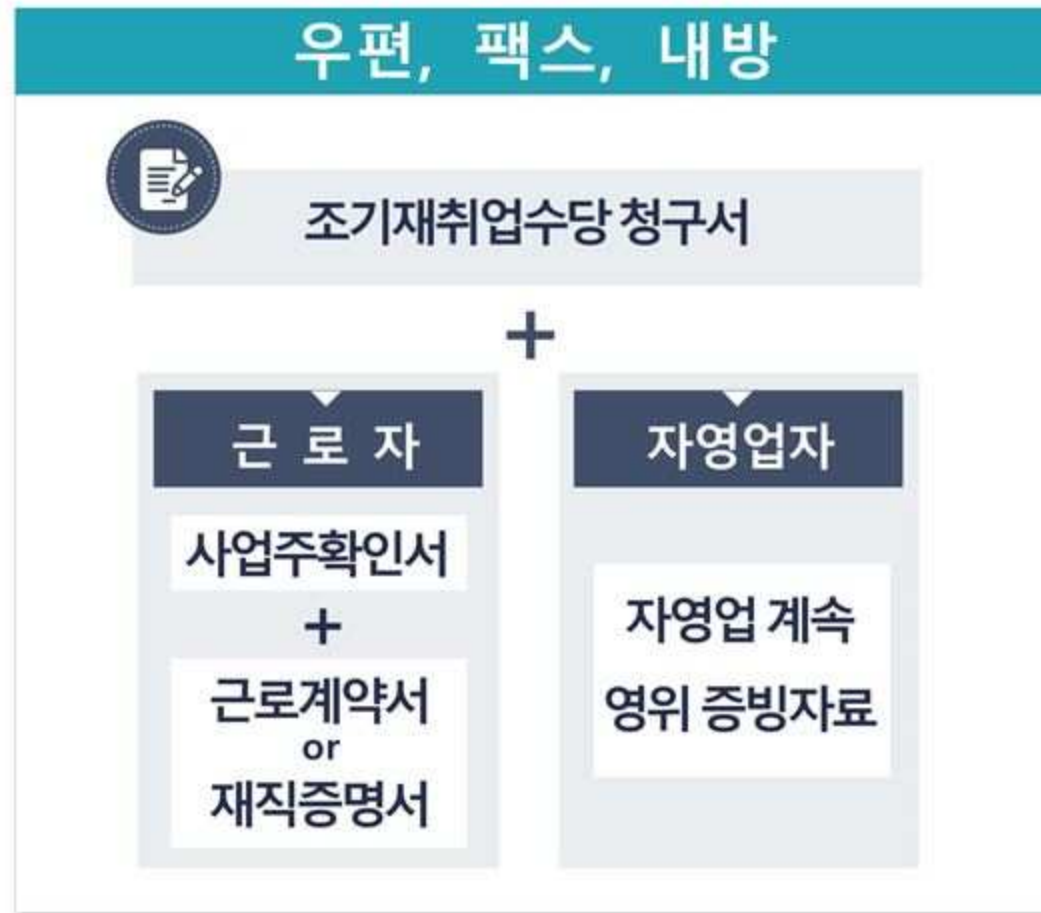 우편, 팩스, 내방
조기재취업수당 청구서
+
근 로 자
사업주확인서
+
근로계약서
or
재직증명서
자영업자
자영업 계속
영위 증빙자료